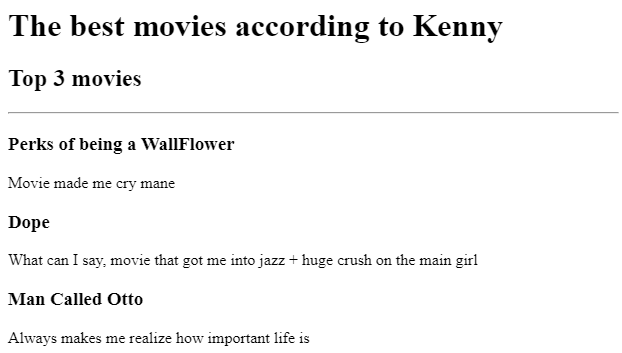 The best movies according to Kenny
Top 3 movies
Perks of being a WallFlower
Movie made me cry mane
Dope
What can I say, movie that got me into jazz + huge crush on the main girl
Man Called Otto
Always makes me realize how important life is